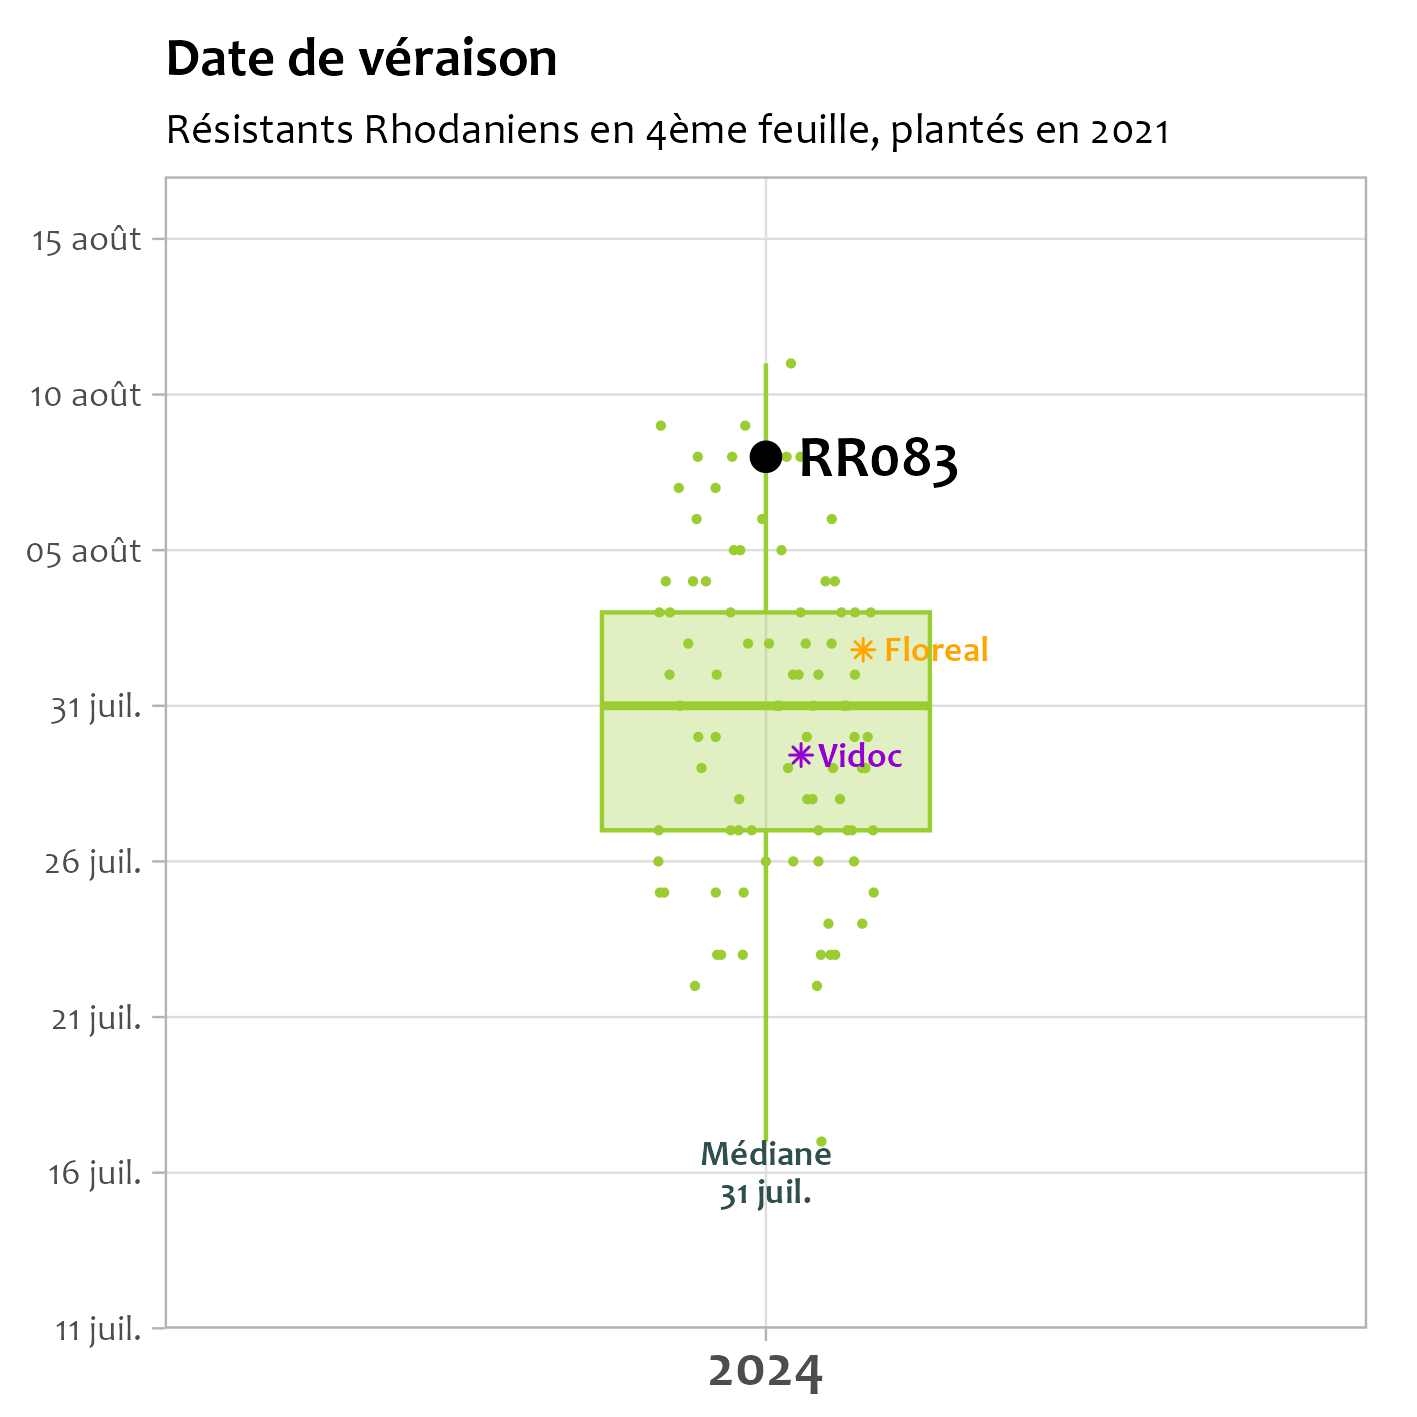 Date de véraison
Résistants Rhodaniens en 4ème feuille, plantés en 2021
15 août
10 août
RR083
05 août
Floreal
31 juil.
Vidoc
26 juil.
21 juil.
Médiane
16 juil.
31 juil.
11 juil.
2024